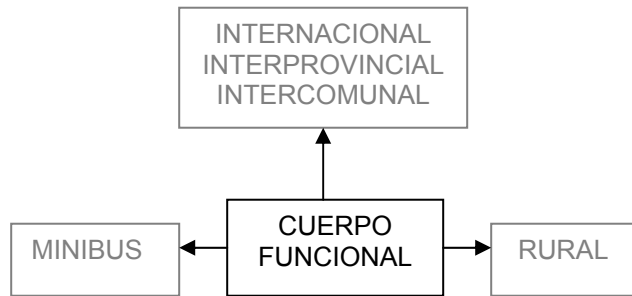 INTERNACIONAL
INTERPROVINCIAL
INTERCOMUNAL
MINIBUS
CUERPO
FUNCIONAL
RURAL